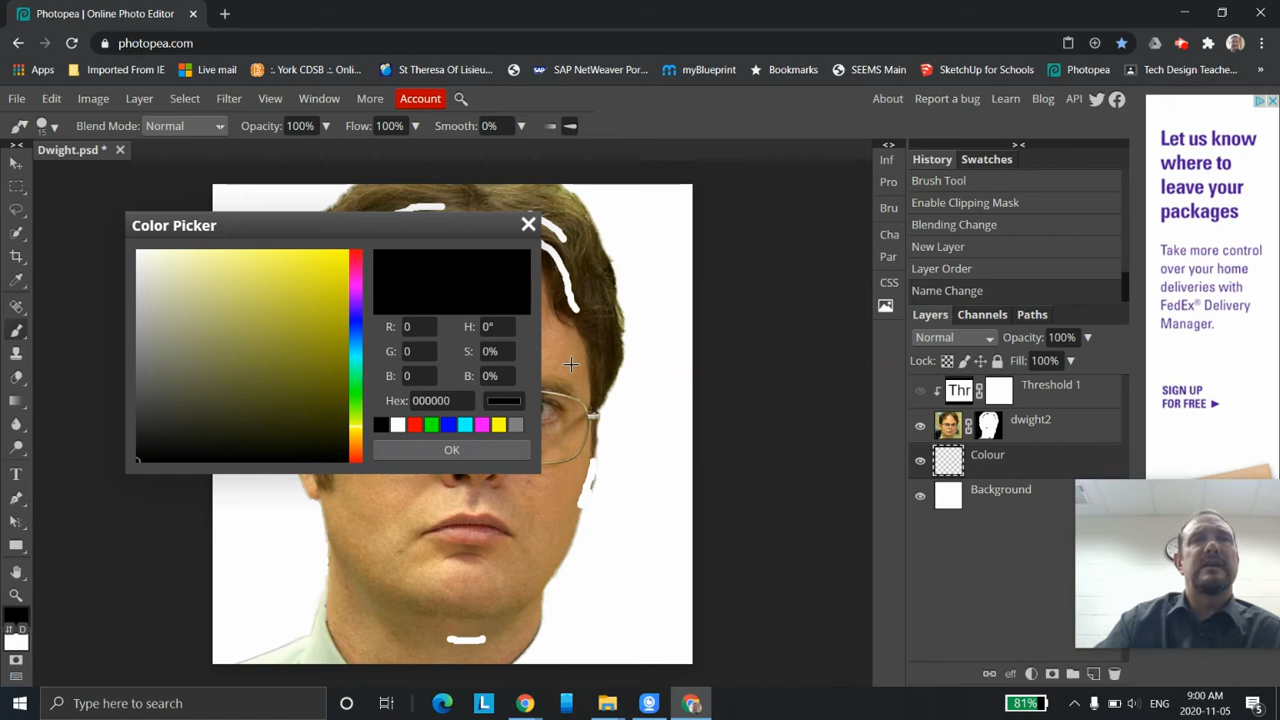 Photopea | Online Photo Editor
photopea.com
Apps
Imported From IE
Live mail
:. York CDSB .:. Onli...
St Theresa Of Lisieu...
SAP NetWeaver Por...
myBlueprint
Bookmarks
SEEMS Main
SketchUp for Schools
Photopea
Tech Design Teache...
File Edit Image Layer Select Filter View Window More Account
About Report a bug Learn Blog API
15 Blend Mode: Normal Opacity: 100% Flow: 100% Smooth: 0%
Dwight.psd *
Color Picker
R: 0 H: 0°
G: 0 S: 0%
B: 0 B: 0%
Hex: 000000
OK
D
Inf
Pro
Bru
Cha
Par
CSS
History Swatches
Brush Tool
Enable Clipping Mask
Blending Change
New Layer
Layer Order
Name Change
Layers Channels Paths
Normal Opacity: 100%
Lock: Fill: 100%
Thr Threshold 1
dwight2
Colour
Background
Let us know
where to
leave your
packages
Take more control
over your home
deliveries with
FedEx® Delivery
Manager.
SIGN UP
FOR FREE
Type here to search
L
81%
ENG
9:00 AM
2020-11-05
5